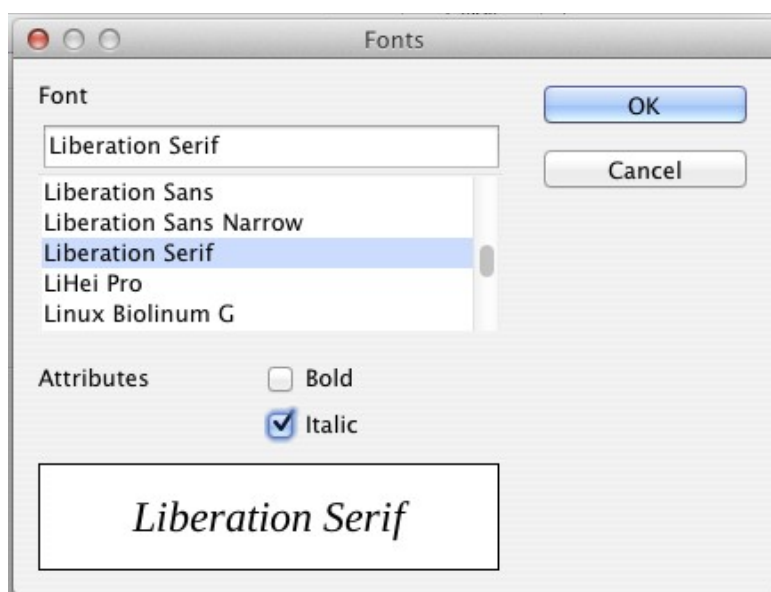 Fonts
Font
OK
Liberation Serif
Cancel
Liberation Sans
Liberation Sans Narrow
Liberation Serif
LiHei Pro
Linux Biolinum G
Attributes
Bold
Italic
Liberation Serif